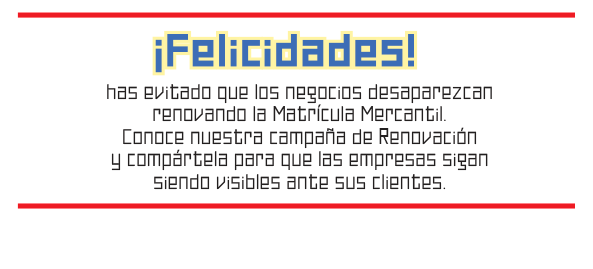 ¡Felicidades!
has evitado que los negocios desaparezcan
renovando la Matrícula Mercantil.
Conoce nuestra campaña de Renovación
y compártela para que las empresas sigan
siendo visibles ante sus clientes.